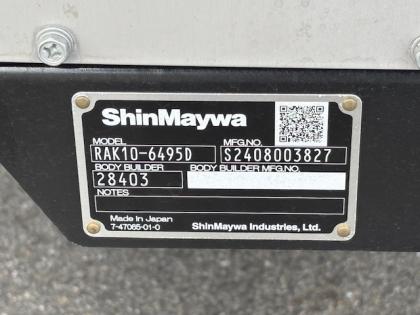 ShinMaywa
MODEL MFG.NO.
RAK10-6495D S2408003827
BODY BUILDER BODY BUILDER MFG.NO.
28403
NOTES
Made in Japan
7-47065-01-0 ShinMaywa Industries, Ltd.